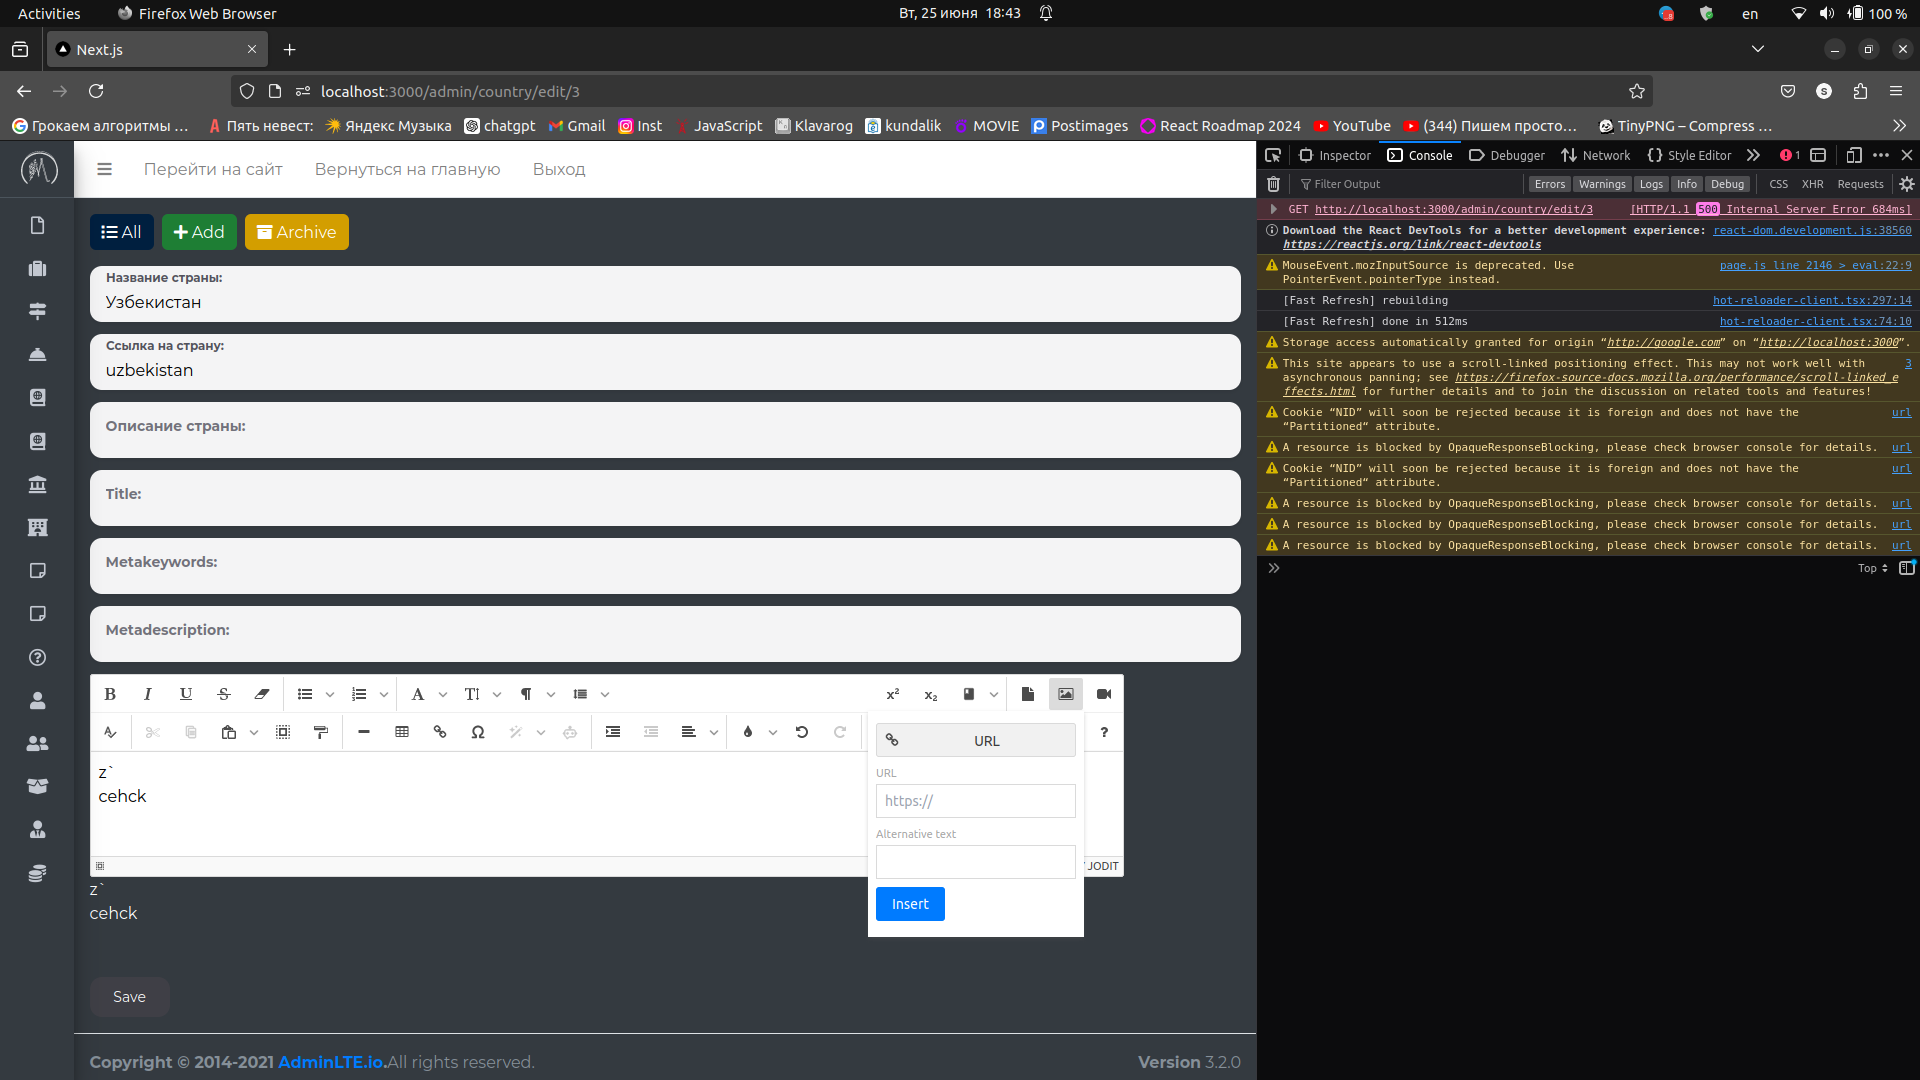 Activities
Firefox Web Browser
Вт, 25 июня 18:43
en
100 %
Next.js
localhost:3000/admin/country/edit/3
Грокаем алгоритмы ...
Пять невест:
Яндекс Музыка
chatgpt
Gmail
Inst
JavaScript
Klavarog
kundalik
MOVIE
Postimages
React Roadmap 2024
YouTube
(344) Пишем просто...
TinyPNG – Compress ...
Перейти на сайт
Вернуться на главную
Выход
All
Add
Archive
Название страны:
Узбекистан
Ссылка на страну:
uzbekistan
Описание страны:
Title:
Metakeywords:
Metadescription:
URL
URL
https://
Alternative text
Insert
z`
cehck
JODIT
z`
cehck
Save
Copyright © 2014-2021 AdminLTE.io.All rights reserved.
Version 3.2.0
Inspector
Console
Debugger
Network
Style Editor
1
Filter Output
Errors
Warnings
Logs
Info
Debug
CSS
XHR
Requests
GET http://localhost:3000/admin/country/edit/3
[HTTP/1.1 500 Internal Server Error 684ms]
Download the React DevTools for a better development experience: react-dom.development.js:38560
https://reactjs.org/link/react-devtools
MouseEvent.mozInputSource is deprecated. Use page.js line 2146 > eval:22:9
PointerEvent.pointerType instead.
[Fast Refresh] rebuilding hot-reloader-client.tsx:297:14
[Fast Refresh] done in 512ms hot-reloader-client.tsx:74:10
Storage access automatically granted for origin “http://google.com” on “http://localhost:3000”.
This site appears to use a scroll-linked positioning effect. This may not work well with 3
asynchronous panning; see https://firefox-source-docs.mozilla.org/performance/scroll-linked_e
ffects.html for further details and to join the discussion on related tools and features!
Cookie “NID” will soon be rejected because it is foreign and does not have the url
“Partitioned“ attribute.
A resource is blocked by OpaqueResponseBlocking, please check browser console for details. url
Cookie “NID” will soon be rejected because it is foreign and does not have the url
“Partitioned“ attribute.
A resource is blocked by OpaqueResponseBlocking, please check browser console for details. url
A resource is blocked by OpaqueResponseBlocking, please check browser console for details. url
A resource is blocked by OpaqueResponseBlocking, please check browser console for details. url
Top